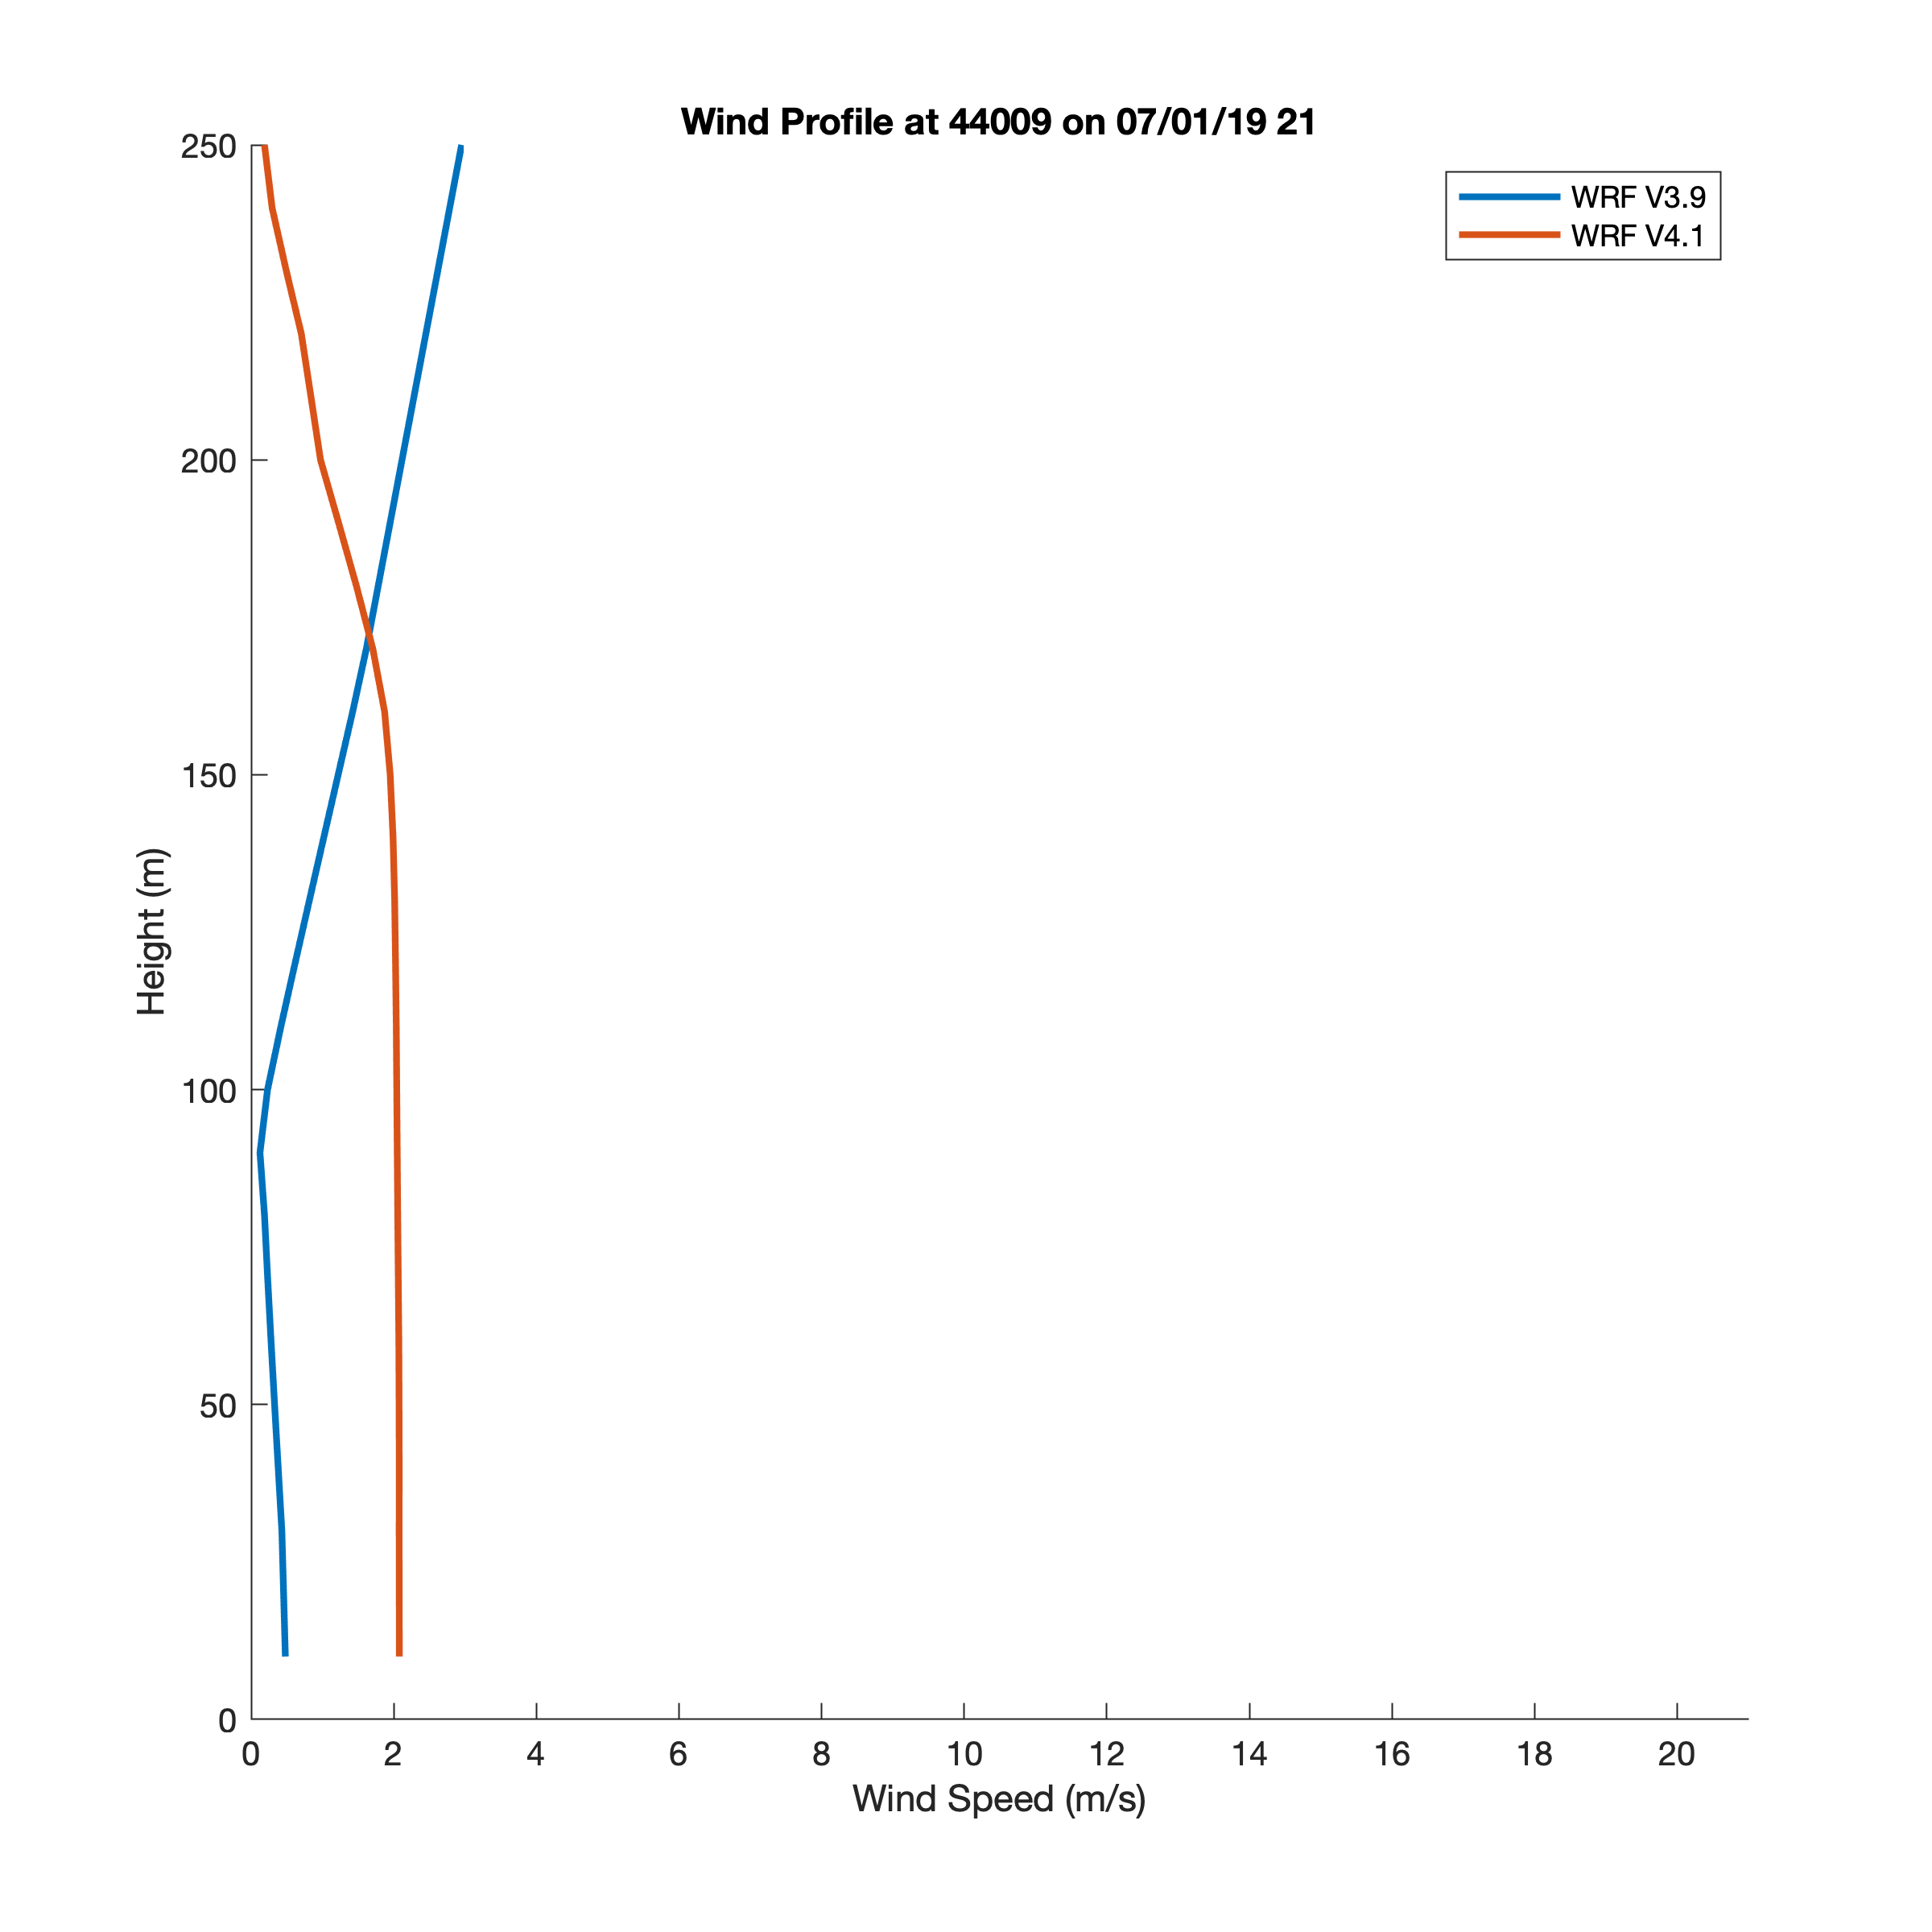 Wind Profile at 44009 on 07/01/19 21
WRF V3.9
WRF V4.1
250
200
150
100
50
0
Height (m)
0 2 4 6 8 10 12 14 16 18 20
Wind Speed (m/s)